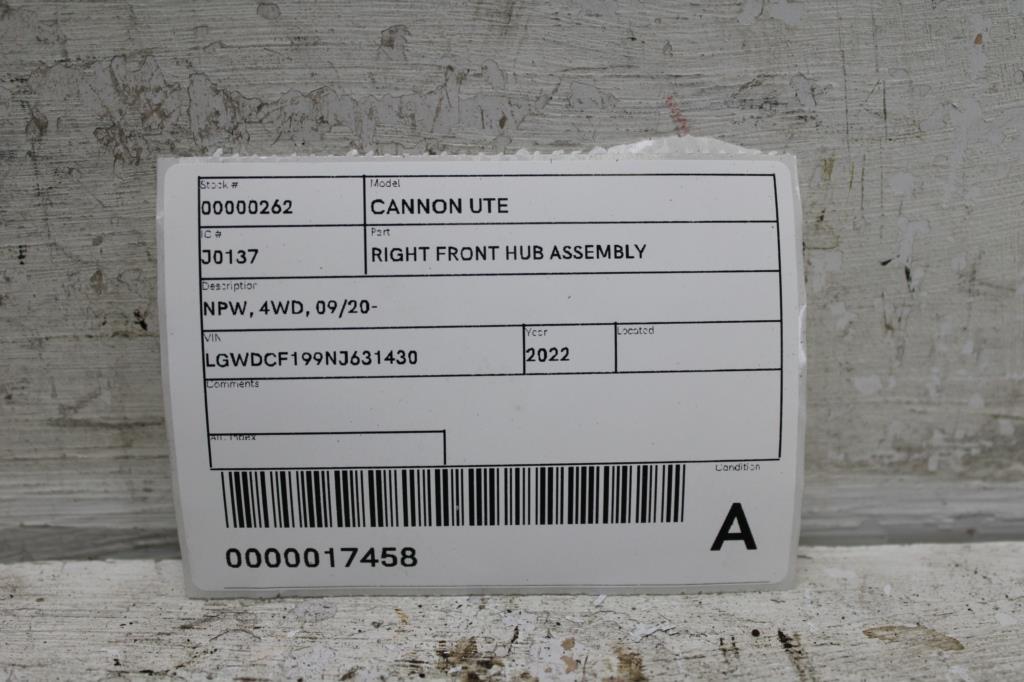 Stock # Model
00000262 CANNON UTE
IC # Part
J0137 RIGHT FRONT HUB ASSEMBLY
Description
NPW, 4WD, 09/20-
VIN Year Located
LGWDCF199NJ631430 2022
Comments
Alt. Index
Condition
A
0000017458